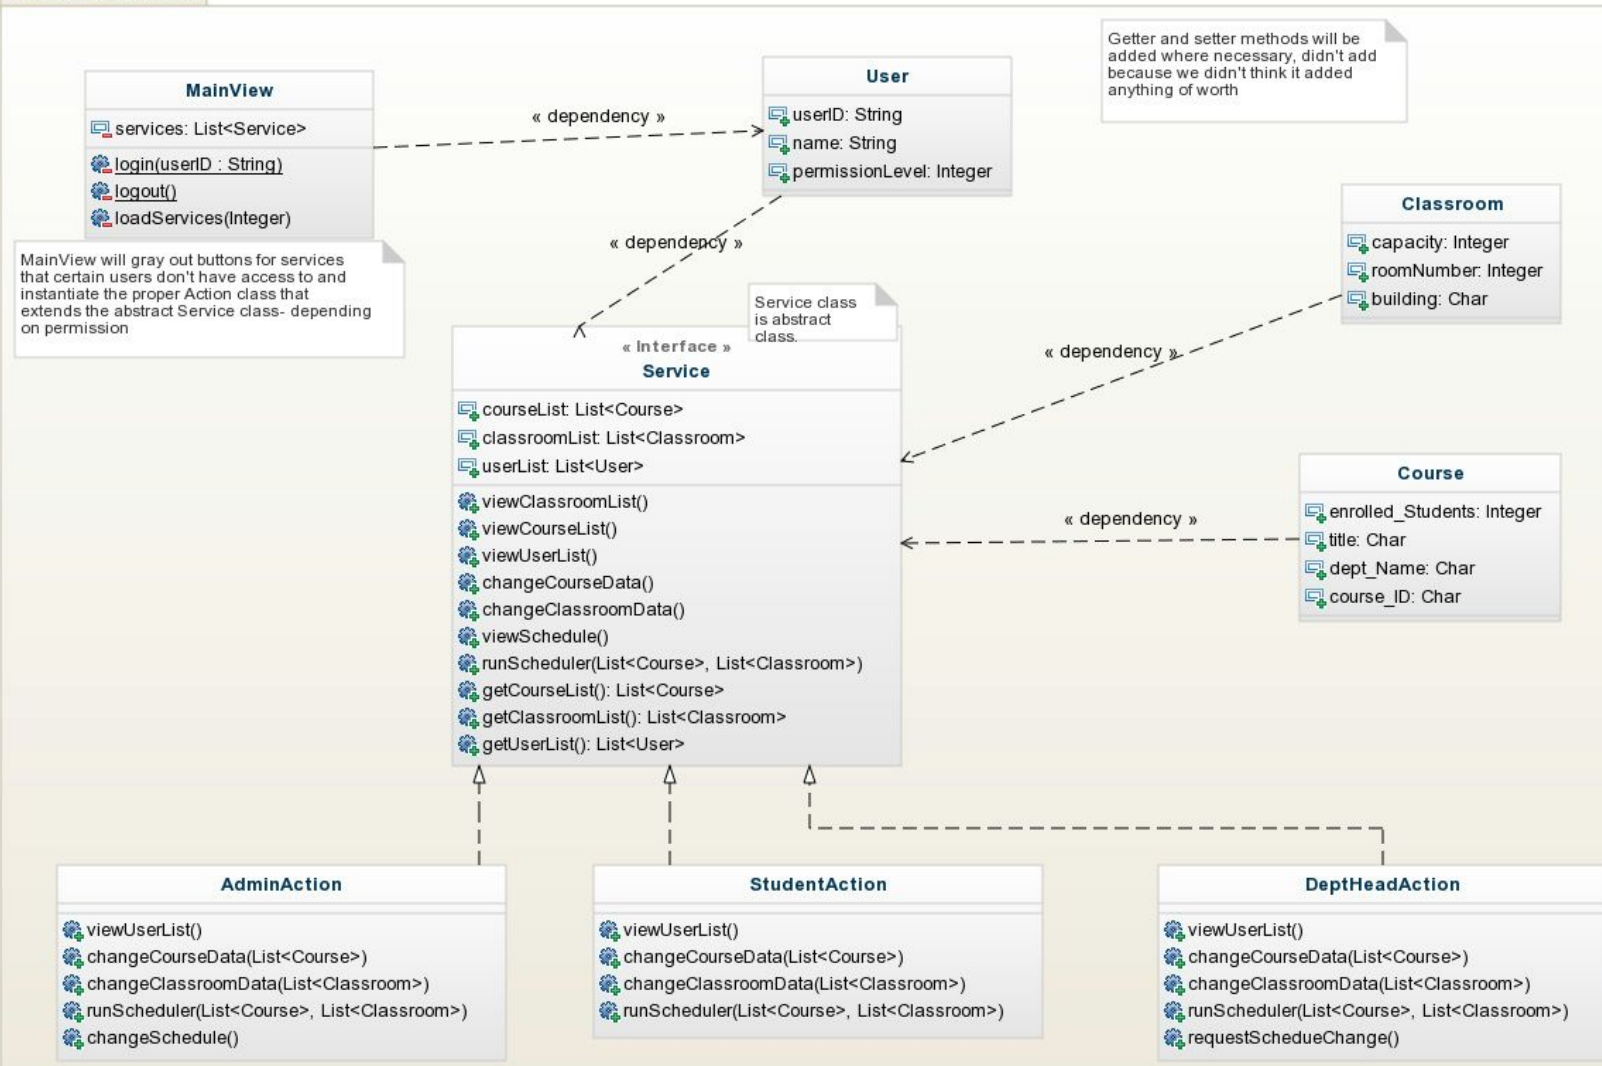 MainView
services: List<Service>
login(userID : String)
logout()
loadServices(Integer)
MainView will gray out buttons for services
that certain users don't have access to and
instantiate the proper Action class that
extends the abstract Service class- depending
on permission
« dependency »
User
userID: String
name: String
permissionLevel: Integer
« dependency »
Getter and setter methods will be
added where necessary, didn't add
because we didn't think it added
anything of worth
Classroom
capacity: Integer
roomNumber: Integer
building: Char
« dependency »
Service class
is abstract
class.
« Interface »
Service
courseList: List<Course>
classroomList: List<Classroom>
userList: List<User>
viewClassroomList()
viewCourseList()
viewUserList()
changeCourseData()
changeClassroomData()
viewSchedule()
runScheduler(List<Course>, List<Classroom>)
getCourseList(): List<Course>
getClassroomList(): List<Classroom>
getUserList(): List<User>
« dependency »
Course
enrolled_Students: Integer
title: Char
dept_Name: Char
course_ID: Char
AdminAction
viewUserList()
changeCourseData(List<Course>)
changeClassroomData(List<Classroom>)
runScheduler(List<Course>, List<Classroom>)
changeSchedule()
StudentAction
viewUserList()
changeCourseData(List<Course>)
changeClassroomData(List<Classroom>)
runScheduler(List<Course>, List<Classroom>)
DeptHeadAction
viewUserList()
changeCourseData(List<Course>)
changeClassroomData(List<Classroom>)
runScheduler(List<Course>, List<Classroom>)
requestSchedueChange()